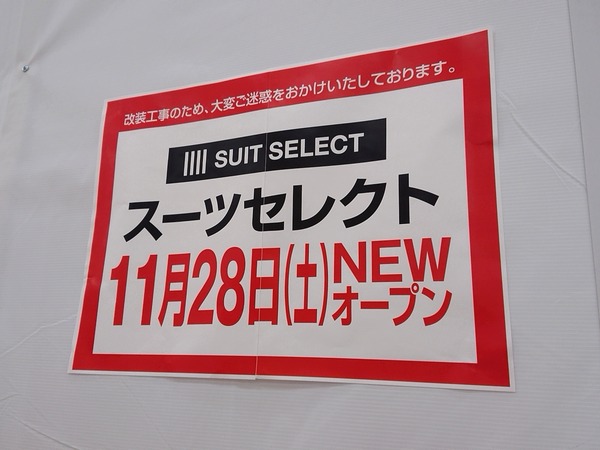 改装工事のため、大変ご迷惑をおかけいたしております。
SUIT SELECT
スーツセレクト
11月28日(土)NEW
オープン